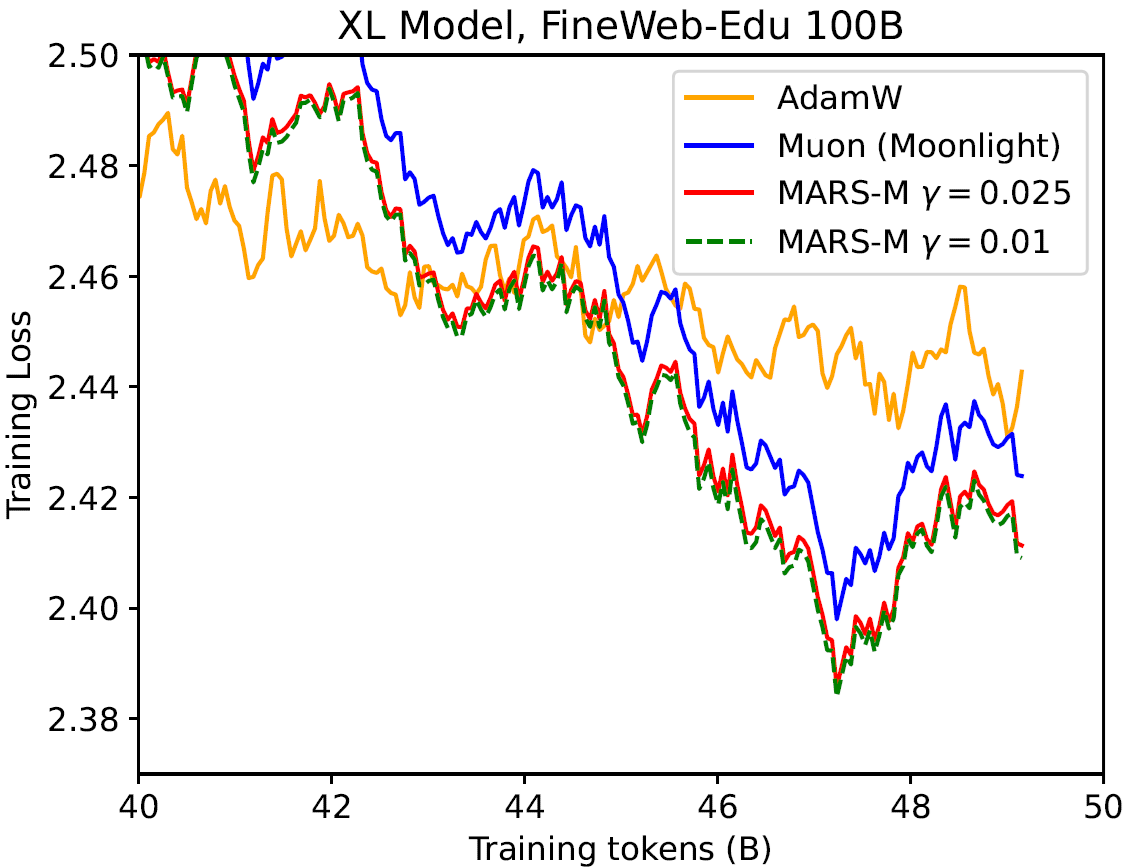 XL Model, FineWeb-Edu 100B
2.50
2.48
2.46
2.44
2.42
2.40
2.38
Training Loss
AdamW
Muon (Moonlight)
MARS-M γ = 0.025
MARS-M γ = 0.01
40
42
44
46
48
50
Training tokens (B)